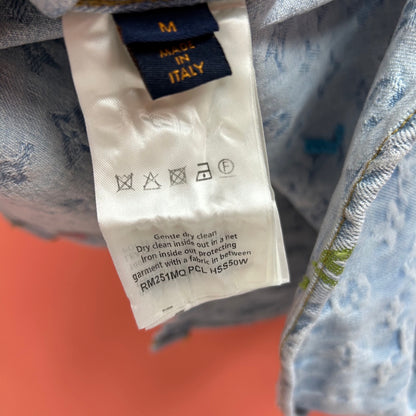 M
MADE IN
ITALY
F
Gentle dry clean
Dry clean inside out in a net
Iron inside out protecting
garment with a fabric in between
RM251MQ PCL HSS50W